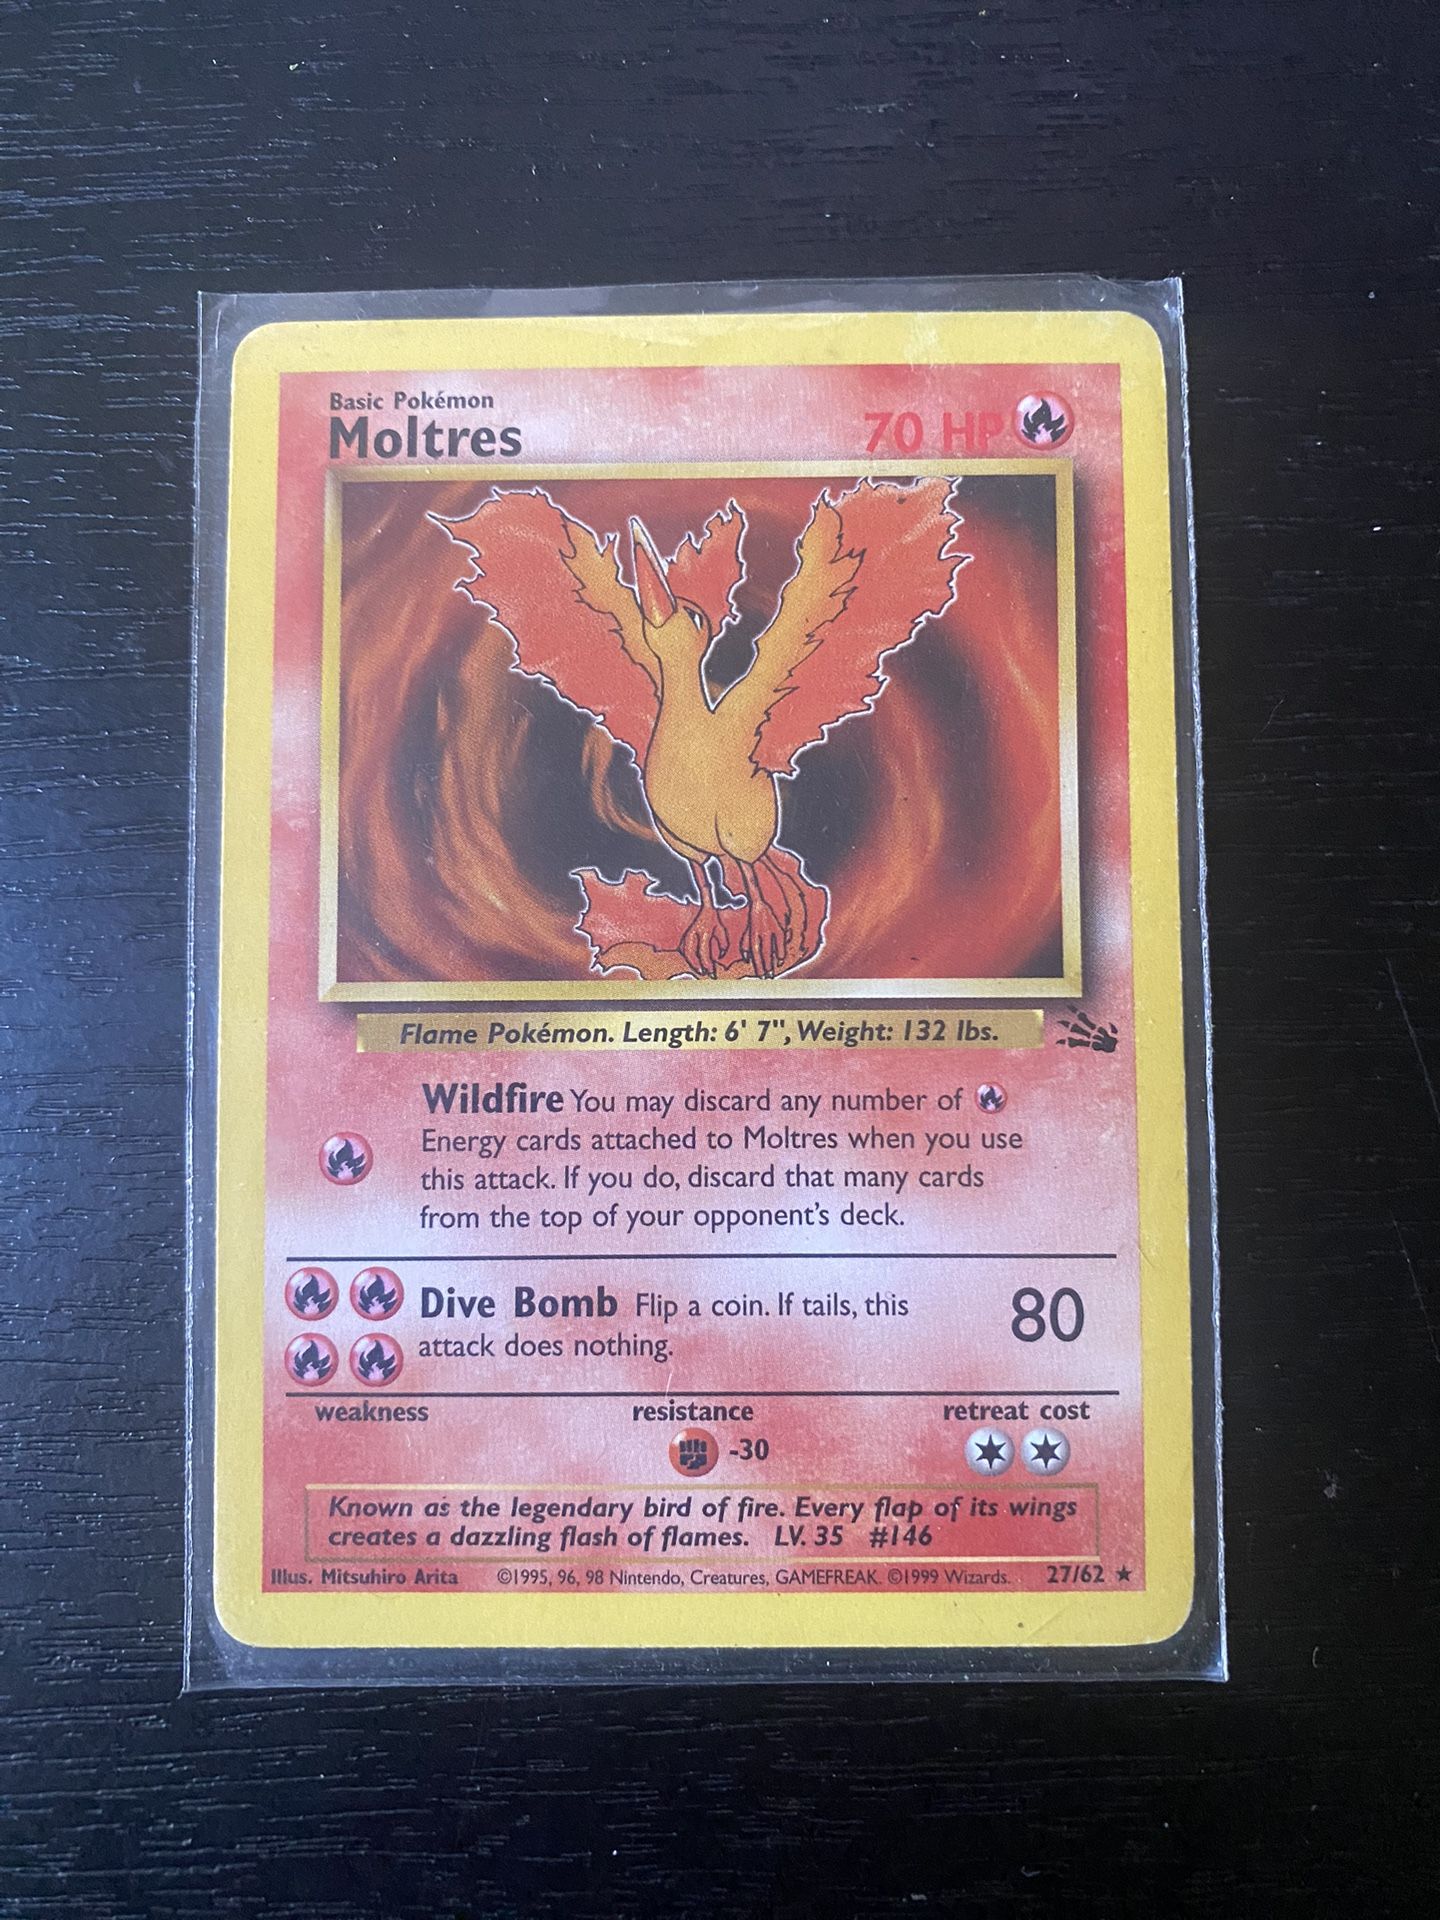 Basic Pokémon
Moltres 70 HP
Flame Pokémon. Length: 6' 7", Weight: 132 lbs.
Wildfire You may discard any number of
Energy cards attached to Moltres when you use
this attack. If you do, discard that many cards
from the top of your opponent's deck.
Dive Bomb Flip a coin. If tails, this 80
attack does nothing.
weakness resistance retreat cost
-30
Known as the legendary bird of fire. Every flap of its wings
creates a dazzling flash of flames. LV. 35 #146
Illus. Mitsuhiro Arita ©1995, 96, 98 Nintendo, Creatures, GAMEFREAK. ©1999 Wizards. 27/62 ★